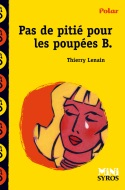 Polar
Pas de pitié pour
les poupées B.
Thierry Lenain
MINI
SYROS